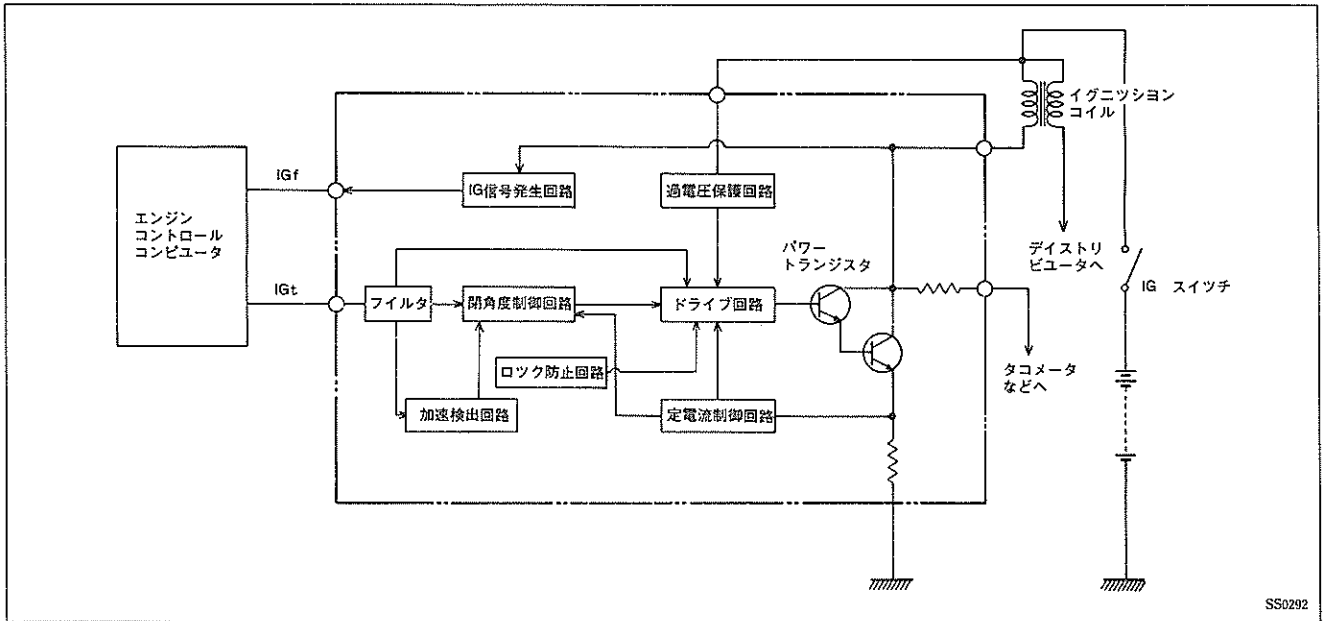 イグニツシヨン
コイル
IGf
IG信号発生回路
過電圧保護回路
エンジン
コントロール
コンピユータ
パワー
トランジスタ
デイストリ
ビユータへ
IG スイツチ
IGt
フイルタ
閉角度制御回路
ドライブ回路
ロツク防止回路
タコメータ
などへ
加速検出回路
定電流制御回路
SS0292